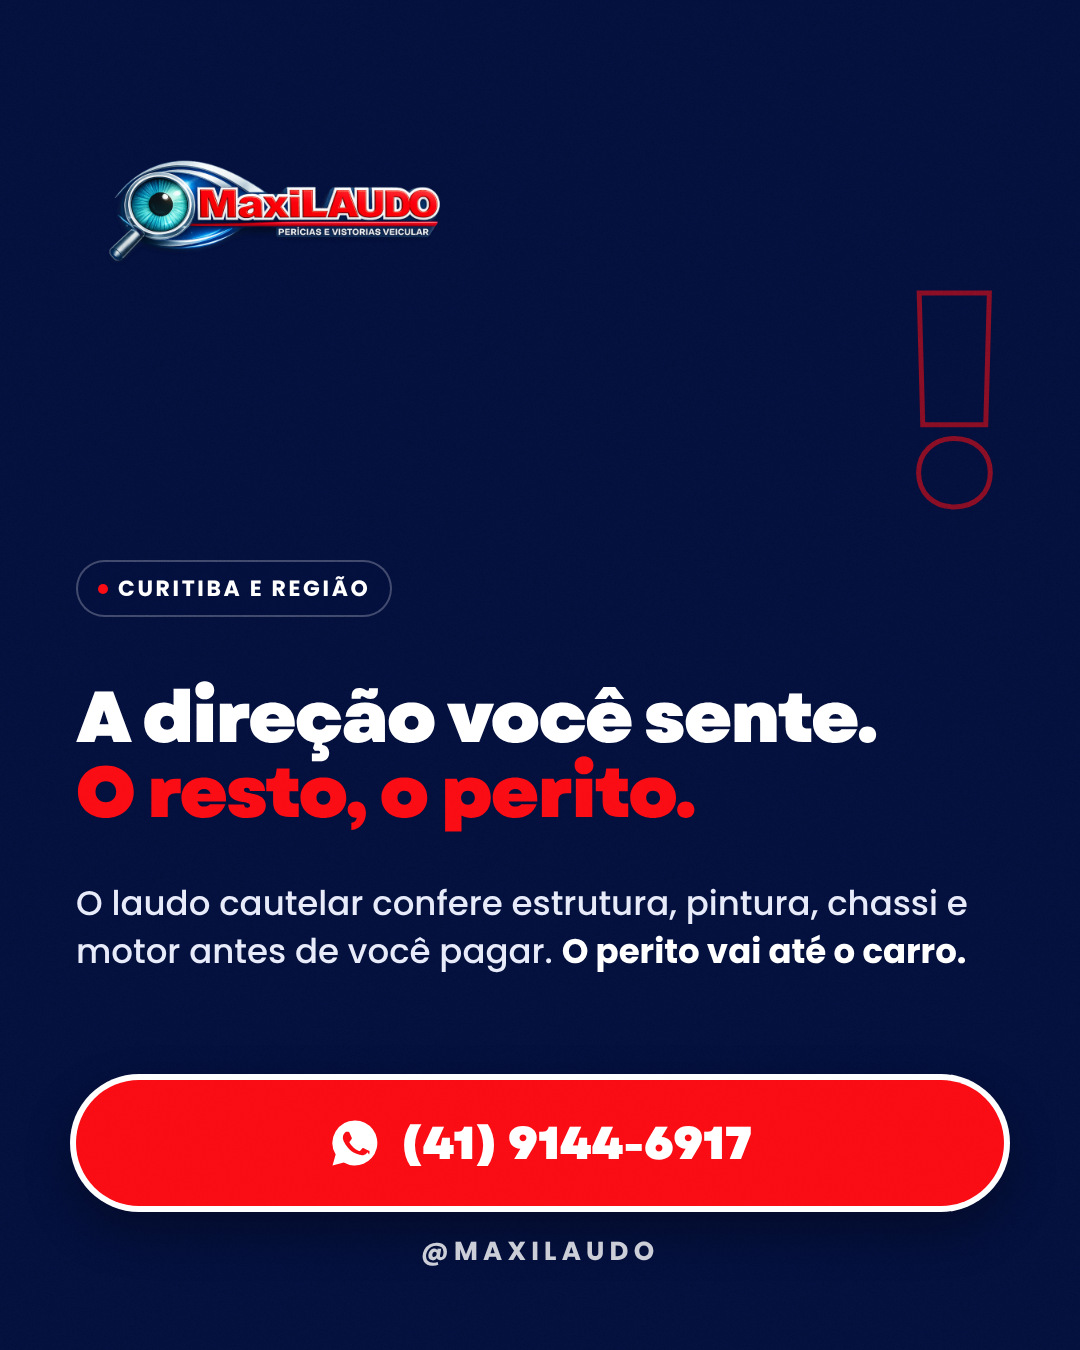 MaxiLAUDO
PERÍCIAS E VISTORIAS VEICULAR
!
CURITIBA E REGIÃO
A direção você sente.
O resto, o perito.
O laudo cautelar confere estrutura, pintura, chassi e
motor antes de você pagar. O perito vai até o carro.
(41) 9144-6917
@MAXILAUDO